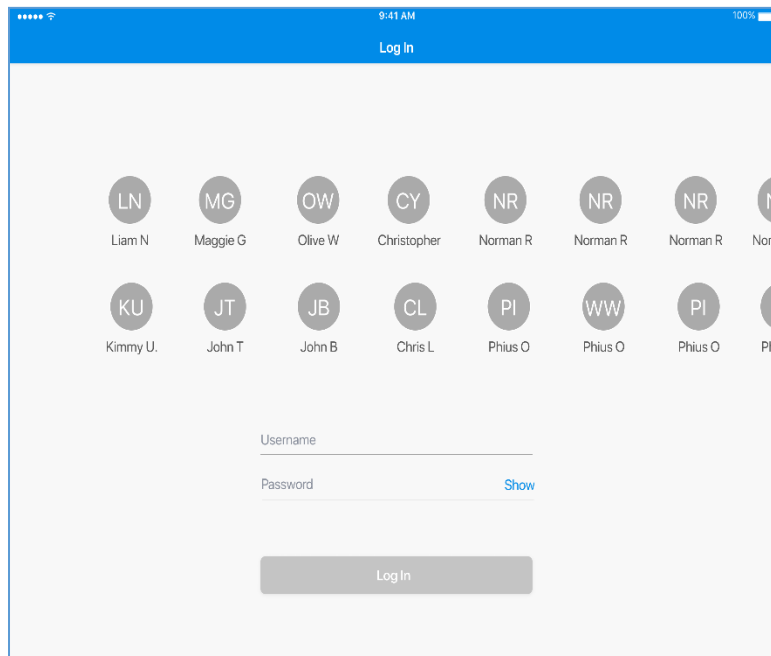 9:41 AM 100%
Log In
LN MG OW CY NR NR NR
Liam N Maggie G Olive W Christopher Norman R Norman R Norman R Nor
KU JT JB CL PI WW PI
Kimmy U. John T John B Chris L Phius O Phius O Phius O
Username
Password Show
Log In